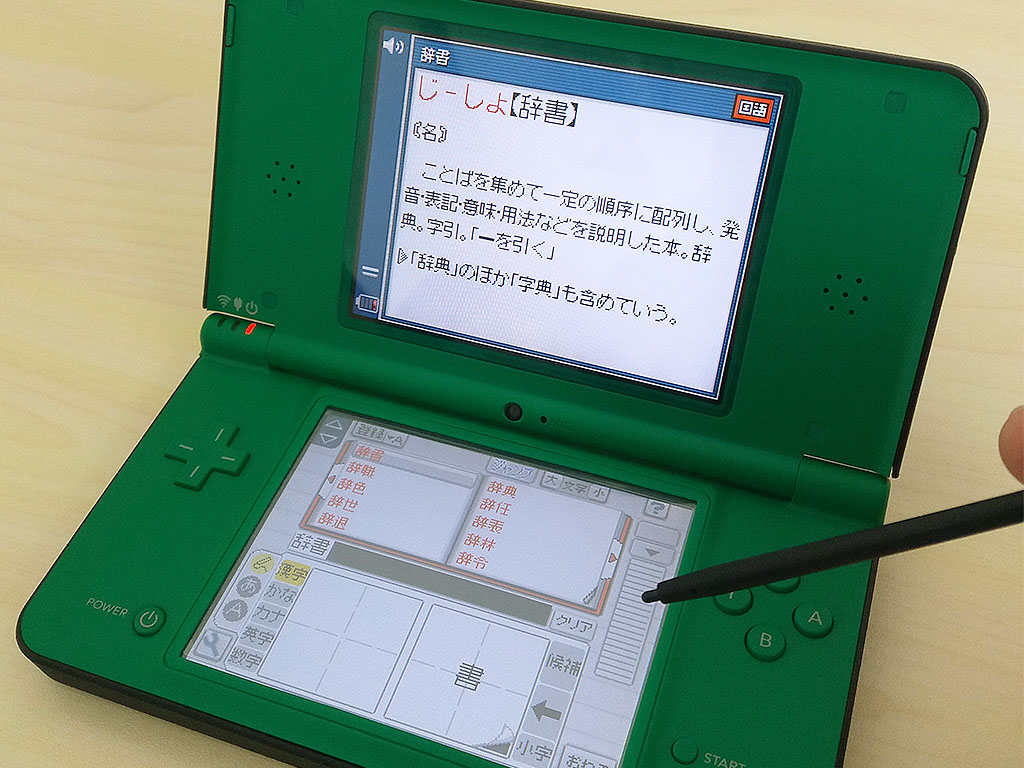 辞書
国語
じ-しよ【辞書】
〘名〙
ことばを集めて一定の順序に配列し、発
音・表記・意味・用法などを説明した本。辞
典。字引。「ーを引く」
▷「辞典」のほか「字典」も含めていう。
登録
A
ジャンプ
大 文字 小
?
辞書
辞職
辞色
辞世
辞退
辞典
辞任
辞表
辞林
辞令
辞書
クリア
漢字
あ
かな
A
カナ
英字
数字
書
候補
小字
POWER
Y
A
B
START